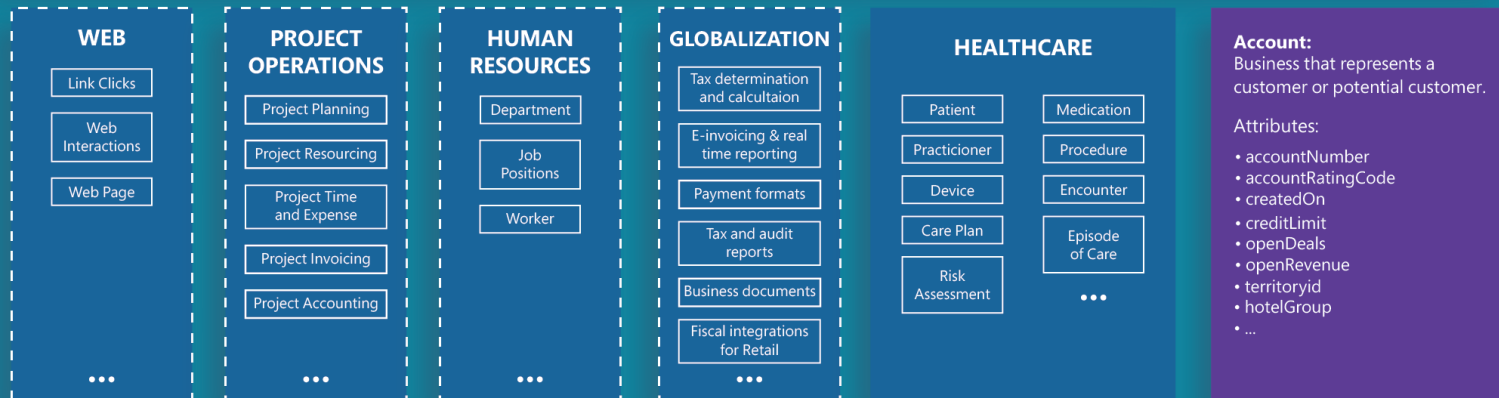 WEB
Link Clicks
Web
Interactions
Web Page
•••
PROJECT
OPERATIONS
Project Planning
Project Resourcing
Project Time
and Expense
Project Invoicing
Project Accounting
•••
HUMAN
RESOURCES
Department
Job
Positions
Worker
•••
GLOBALIZATION
Tax determination
and calcultaion
E-invoicing & real
time reporting
Payment formats
Tax and audit
reports
Business documents
Fiscal integrations
for Retail
•••
HEALTHCARE
Patient
Practicioner
Device
Care Plan
Risk
Assessment
Medication
Procedure
Encounter
Episode
of Care
•••
Account:
Business that represents a
customer or potential customer.
Attributes:
• accountNumber
• accountRatingCode
• createdOn
• creditLimit
• openDeals
• openRevenue
• territoryid
• hotelGroup
• ...